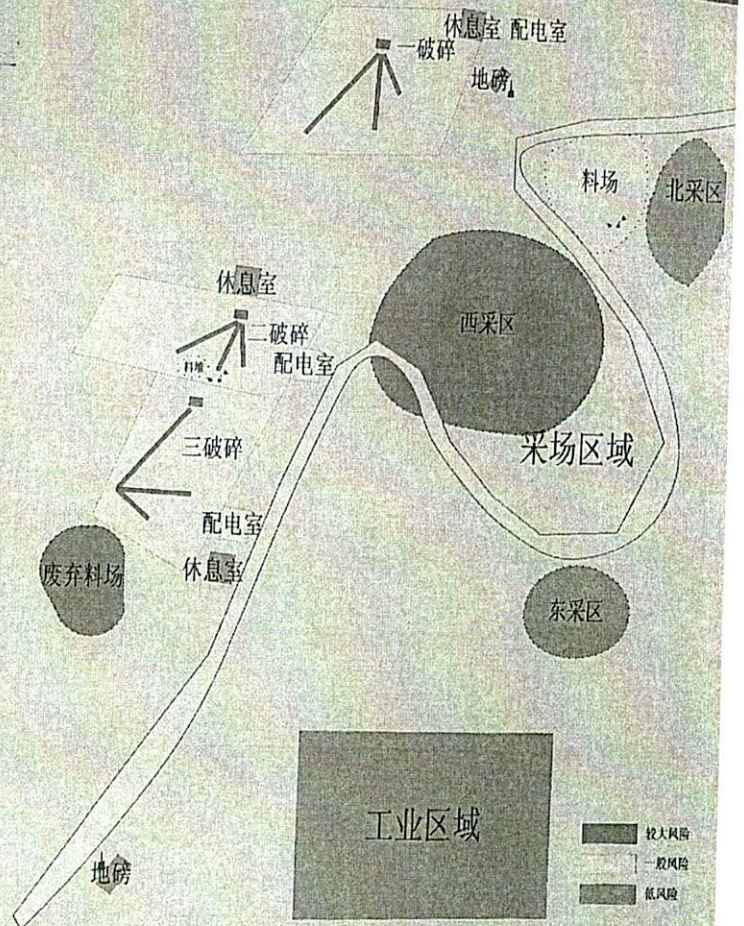 休息室 配电室
一破碎
地磅
料场
北采区
休息室
西采区
二破碎
配电室
料堆
采场区域
三破碎
配电室
休息室
废弃料场
东采区
工业区域
较大风险
一般风险
低风险
地磅